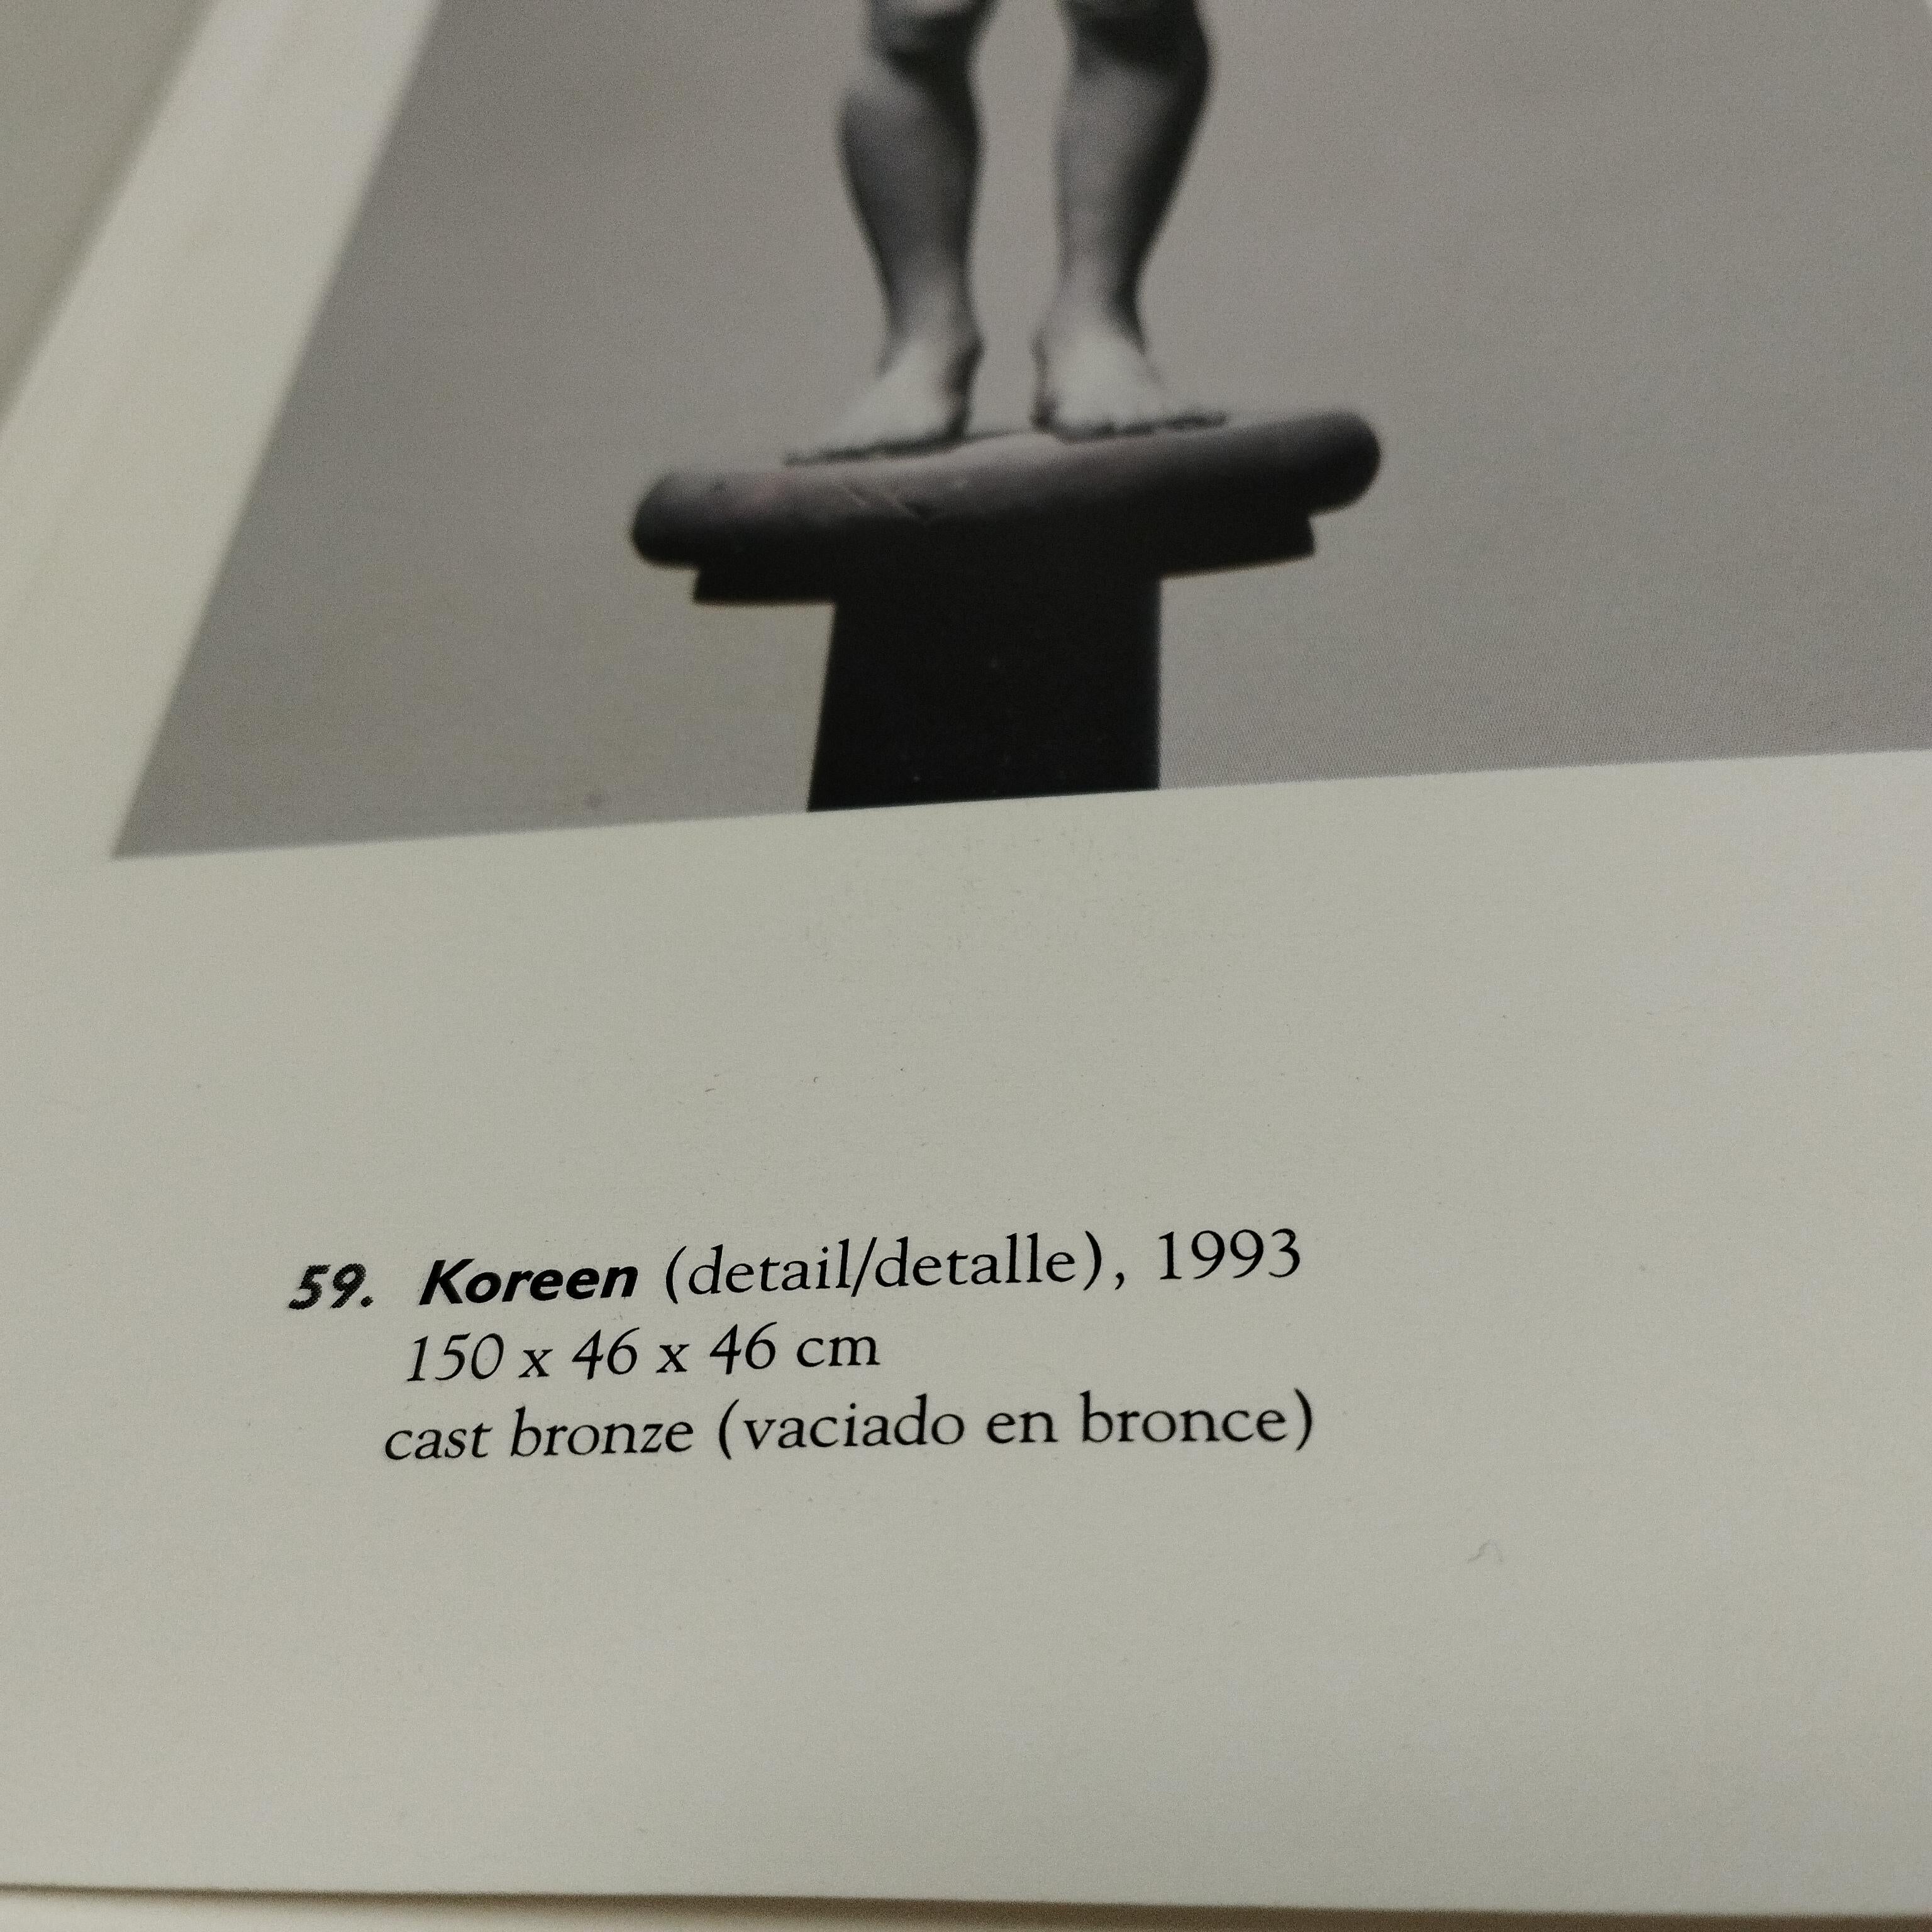 59. Koreen (detail/detalle), 1993
150 x 46 x 46 cm
cast bronze (vaciado en bronce)